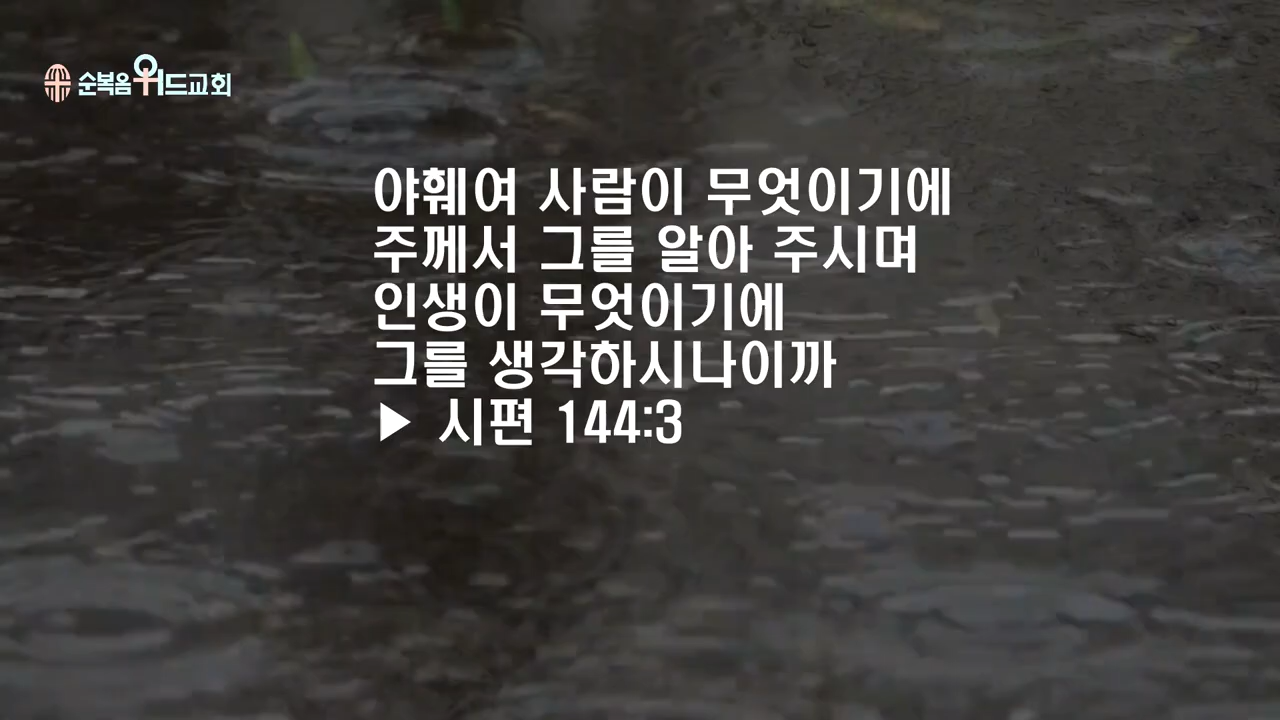 순복음위드교회
야훼여 사람이 무엇이기에
주께서 그를 알아 주시며
인생이 무엇이기에
그를 생각하시나이까
▶ 시편 144:3